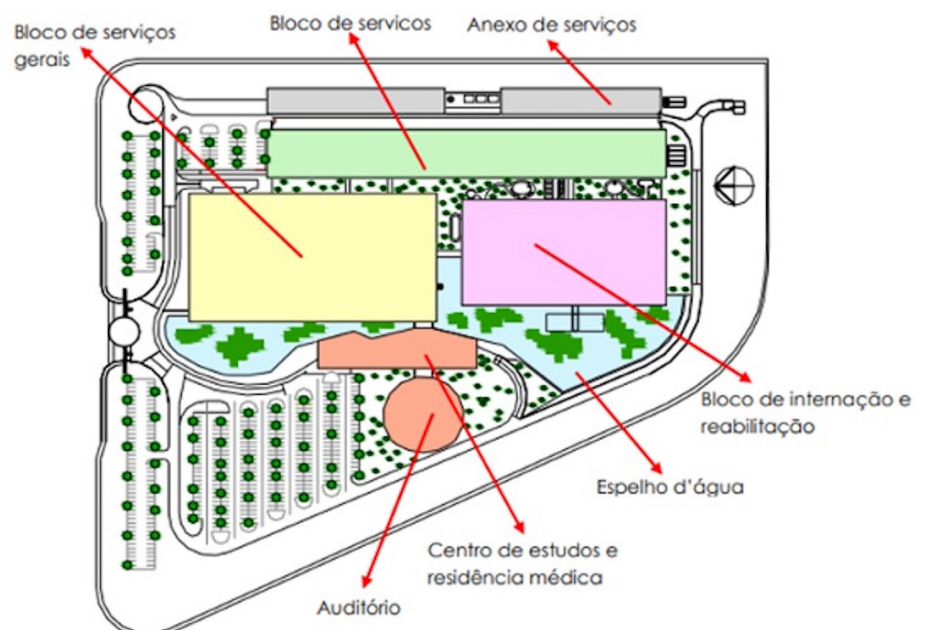 Bloco de serviços
gerais
Bloco de servicos
Anexo de serviços
Bloco de internação e
reabilitação
Espelho d'água
Centro de estudos e
residência médica
Auditório